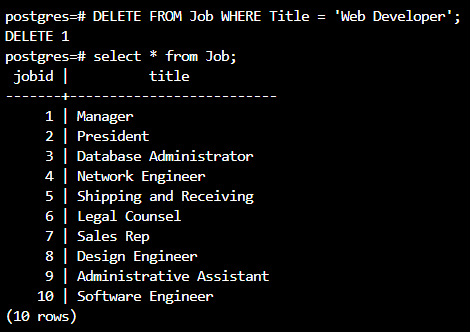 postgres=# DELETE FROM Job WHERE Title = 'Web Developer';
DELETE 1
postgres=# select * from Job;
 jobid |          title
-------+-------------------------
     1 | Manager
     2 | President
     3 | Database Administrator
     4 | Network Engineer
     5 | Shipping and Receiving
     6 | Legal Counsel
     7 | Sales Rep
     8 | Design Engineer
     9 | Administrative Assistant
    10 | Software Engineer
(10 rows)